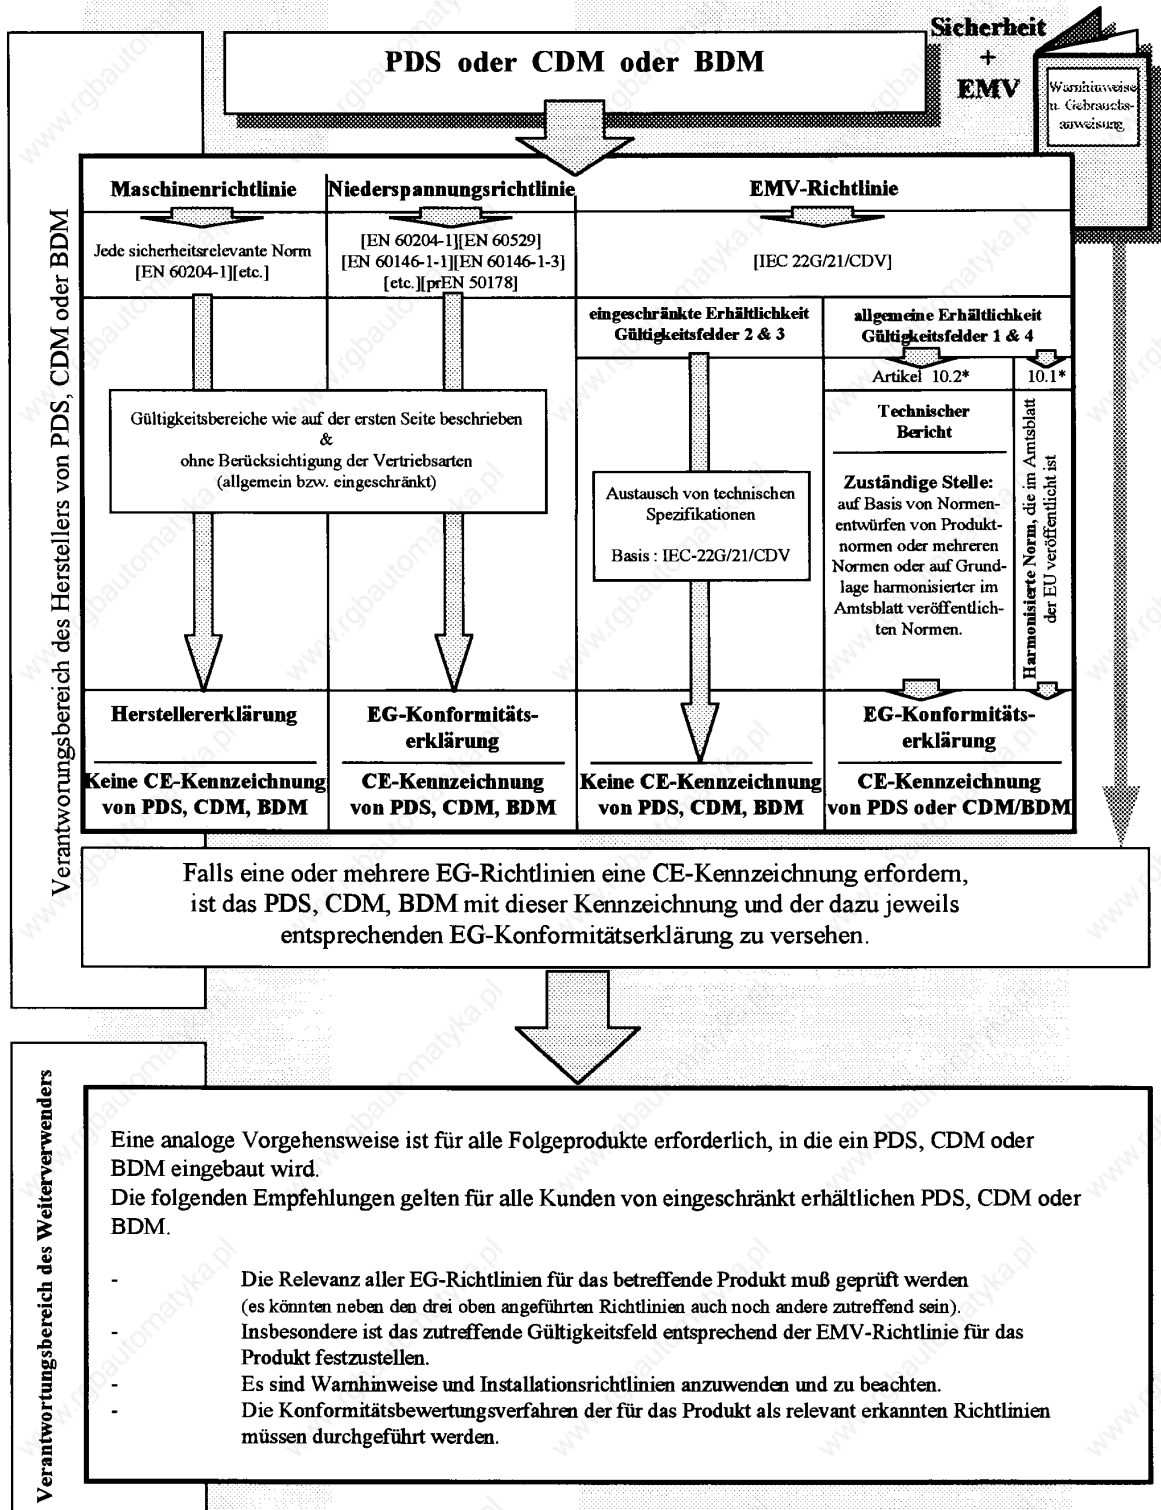 Sicherheit
+
EMV
PDS oder CDM oder BDM
Warnhinweise
u. Gebrauchs-
anweisung
Verantworungsbereich des Herstellers von PDS, CDM oder BDM
Maschinenrichtlinie
Niederspannungsrichtlinie
EMV-Richtlinie
Jede sicherheitsrelevante Norm
[EN 60204-1][etc.]
[EN 60204-1][EN 60529]
[EN 60146-1-1][EN 60146-1-3]
[etc.][prEN 50178]
[IEC 22G/21/CDV]
eingeschränkte Erhältlichkeit
Gültigkeitsfelder 2 & 3
allgemeine Erhältlichkeit
Gültigkeitsfelder 1 & 4
Artikel 10.2*
10.1*
Gültigkeitsbereiche wie auf der ersten Seite beschrieben
&
ohne Berücksichtigung der Vertriebsarten
(allgemein bzw. eingeschränkt)
Austausch von technischen
Spezifikationen
Basis : IEC-22G/21/CDV
Technischer
Bericht
Zuständige Stelle:
auf Basis von Normen-
entwürfen von Produkt-
normen oder mehreren
Normen oder auf Grund-
lage harmonisierter im
Amtsblatt veröffentlich-
ten Normen.
Harmonisierte Norm, die im Amtsblatt
der EU veröffentlicht ist
Herstellererklärung
Keine CE-Kennzeichnung
von PDS, CDM, BDM
EG-Konformitäts-
erklärung
CE-Kennzeichnung
von PDS, CDM, BDM
Keine CE-Kennzeichnung
von PDS, CDM, BDM
EG-Konformitäts-
erklärung
CE-Kennzeichnung
von PDS oder CDM/BDM
Falls eine oder mehrere EG-Richtlinien eine CE-Kennzeichnung erfordern,
ist das PDS, CDM, BDM mit dieser Kennzeichnung und der dazu jeweils
entsprechenden EG-Konformitätserklärung zu versehen.
Verantwortungsbereich des Weiterverwenders
Eine analoge Vorgehensweise ist für alle Folgeprodukte erforderlich, in die ein PDS, CDM oder
BDM eingebaut wird.
Die folgenden Empfehlungen gelten für alle Kunden von eingeschränkt erhältlichen PDS, CDM oder
BDM.
- Die Relevanz aller EG-Richtlinien für das betreffende Produkt muß geprüft werden
(es könnten neben den drei oben angeführten Richtlinien auch noch andere zutreffend sein).
- Insbesondere ist das zutreffende Gültigkeitsfeld entsprechend der EMV-Richtlinie für das
Produkt festzustellen.
- Es sind Warnhinweise und Installationsrichtlinien anzuwenden und zu beachten.
- Die Konformitätsbewertungsverfahren der für das Produkt als relevant erkannten Richtlinien
müssen durchgeführt werden.
www.rgbautomatyka.pl